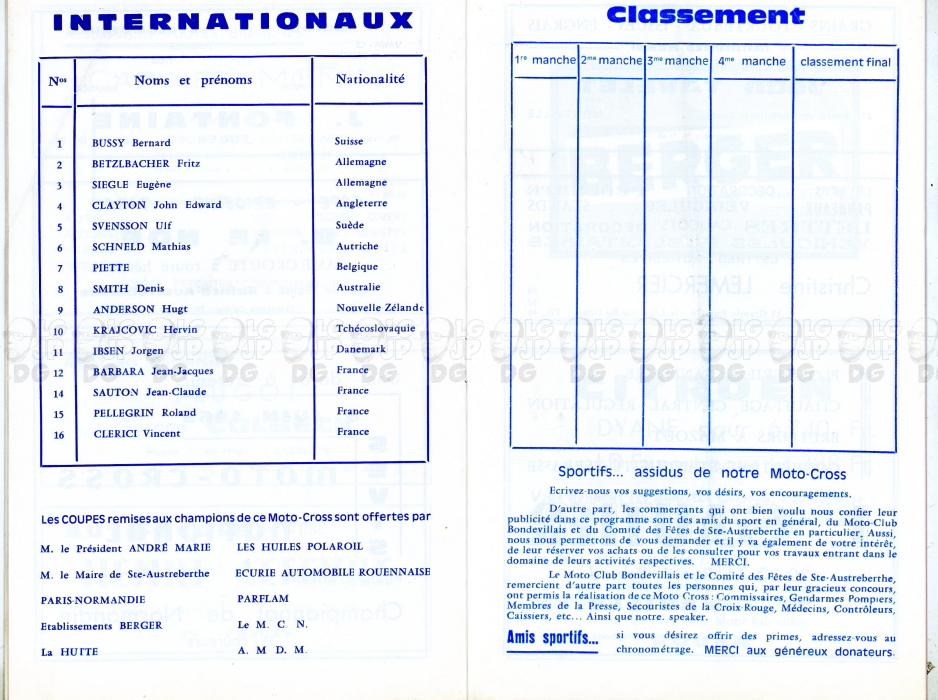 INTERNATIONAUX
Nos Noms et prénoms Nationalité
1 BUSSY Bernard Suisse
2 BETZLBACHER Fritz Allemagne
3 SIEGLE Eugène Allemagne
4 CLAYTON John Edward Angleterre
5 SVENSSON Ulf Suède
6 SCHNELD Mathias Autriche
7 PIETTE Belgique
8 SMITH Denis Australie
9 ANDERSON Hugt Nouvelle Zélande
10 KRAJCOVIC Hervin Tchécoslovaquie
11 IBSEN Jorgen Danemark
12 BARBARA Jean-Jacques France
14 SAUTON Jean-Claude France
15 PELLEGRIN Roland France
16 CLERICI Vincent France
Les COUPES remises aux champions de ce Moto-Cross sont offertes par
M. le Président ANDRÉ MARIE LES HUILES POLAROIL
M. le Maire de Ste-Austreberthe ECURIE AUTOMOBILE ROUENNAISE
PARIS-NORMANDIE PARFLAM
Etablissements BERGER Le M. C. N.
La HUTTE A. M D. M.
Classement
1re manche 2me manche 3me manche 4me manche classement final
Sportifs... assidus de notre Moto-Cross
Ecrivez-nous vos suggestions, vos désirs, vos encouragements.
D'autre part, les commerçants qui ont bien voulu nous confier leur
publicité dans ce programme sont des amis du sport en général, du Moto-Club
Bondevillais et du Comité des Fêtes de Ste-Austreberthe en particulier. Aussi,
nous nous permettons de vous demander et il y va également de votre intérêt,
de leur réserver vos achats ou de les consulter pour vos travaux entrant dans le
domaine de leurs activités respectives. MERCI.
Le Moto Club Bondevillais et le Comité des Fêtes de Ste-Austreberthe,
remercient d'autre part toutes les personnes qui, par leur gracieux concours,
ont permis la réalisation de ce Moto Cross : Commissaires, Gendarmes Pompiers,
Membres de la Presse, Secouristes de la Croix-Rouge, Médecins, Contrôleurs,
Caissiers, etc... Ainsi que notre. speaker.
Amis sportifs... si vous désirez offrir des primes, adressez-vous au
chronométrage. MERCI aux généreux donateurs.